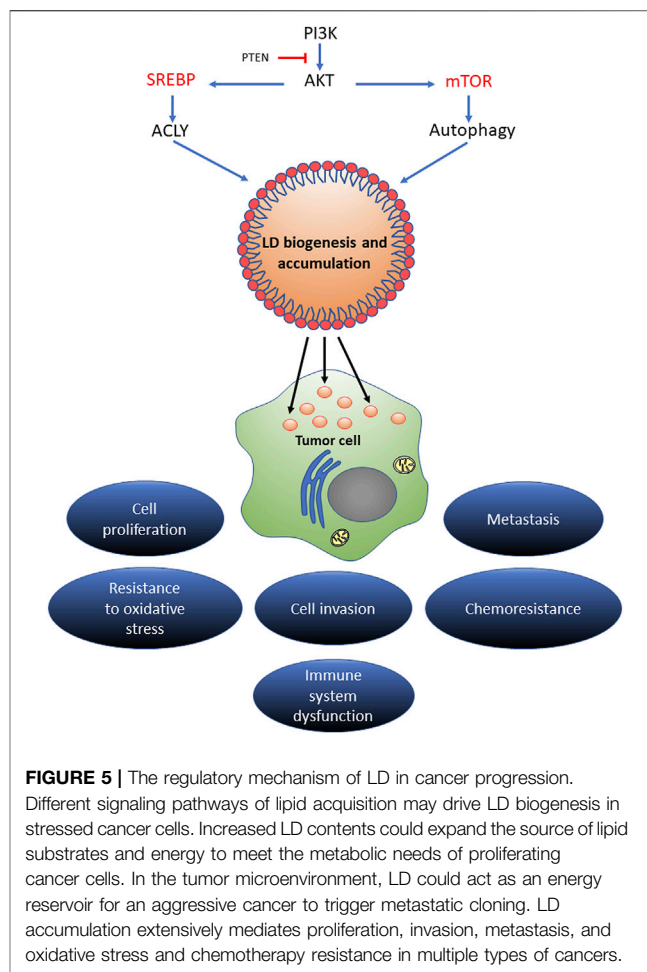 PI3K
PTEN
SREBP
AKT
mTOR
ACLY
Autophagy
LD biogenesis and
accumulation
Tumor cell
Cell
proliferation
Metastasis
Resistance
to oxidative
stress
Cell invasion
Chemoresistance
Immune
system
dysfunction
FIGURE 5 | The regulatory mechanism of LD in cancer progression.
Different signaling pathways of lipid acquisition may drive LD biogenesis in
stressed cancer cells. Increased LD contents could expand the source of lipid
substrates and energy to meet the metabolic needs of proliferating
cancer cells. In the tumor microenvironment, LD could act as an energy
reservoir for an aggressive cancer to trigger metastatic cloning. LD
accumulation extensively mediates proliferation, invasion, metastasis, and
oxidative stress and chemotherapy resistance in multiple types of cancers.